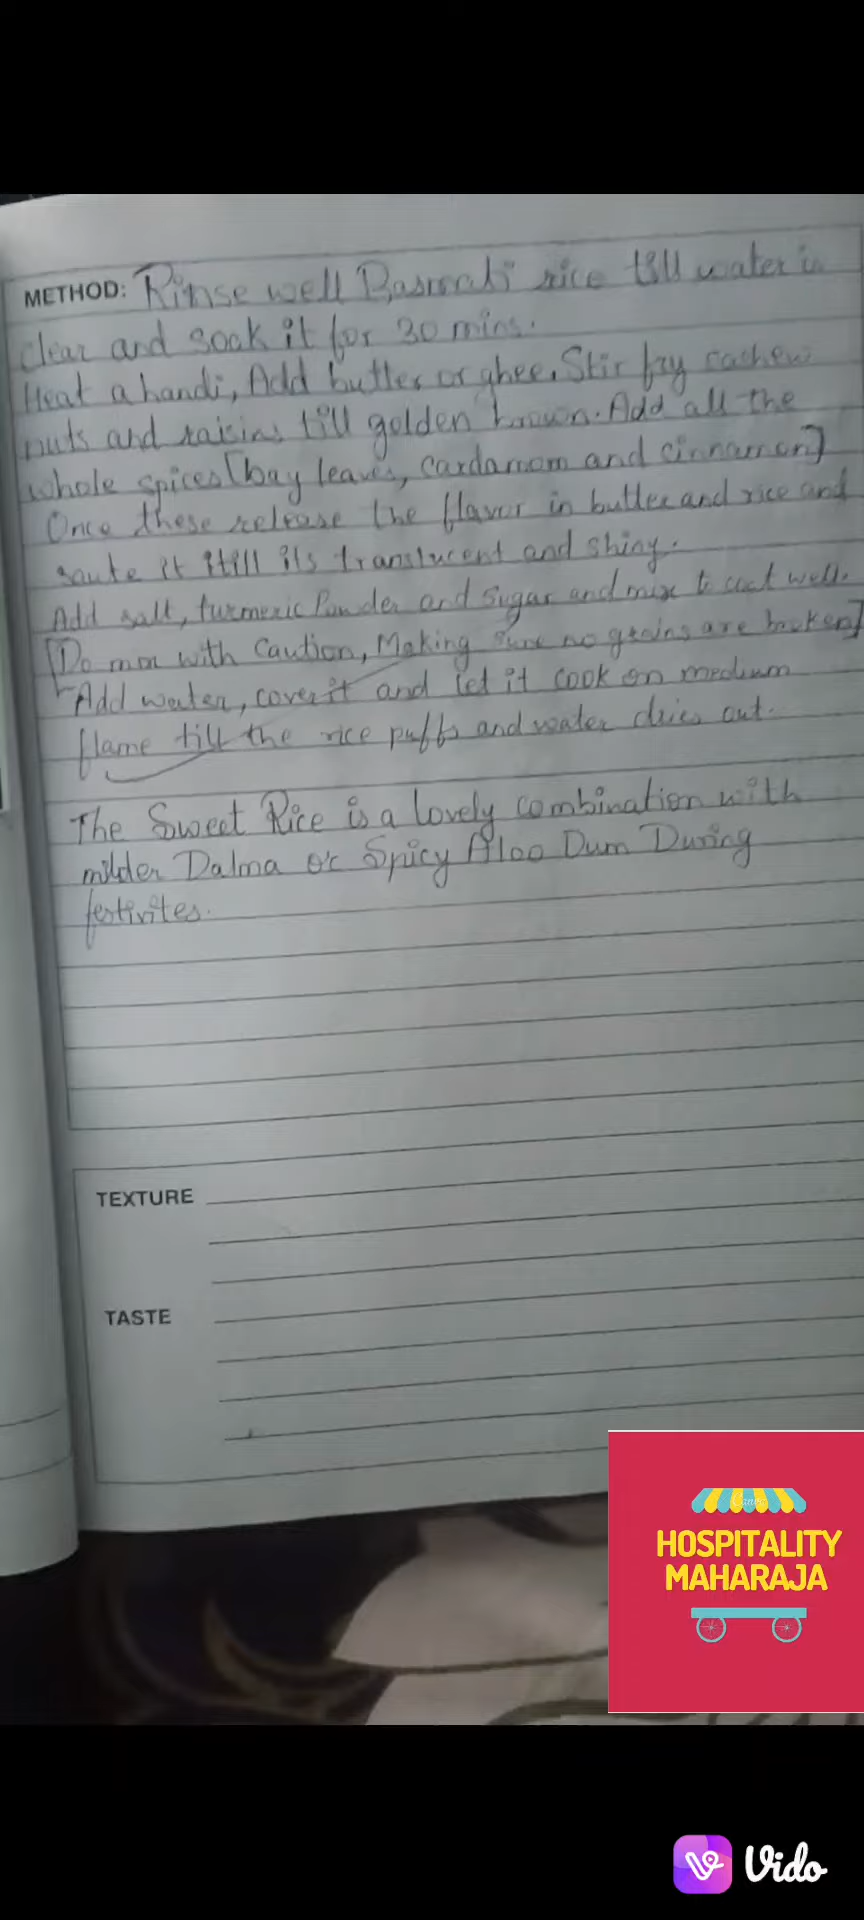 METHOD: Rinse well Basmati rice till water is
clear and soak it for 30 mins.
Heat a handi, Add butter or ghee. Stir fry cashew
nuts and raisins till golden brown. Add all the
whole spices [bay leaves, cardamom and cinnamon]
Once these release the flavor in butter and rice and
saute it itill its translucent and shiny.
Add salt, turmeric Powder and Sugar and mix to coat well.
[Do mix with caution, Making Sure no grains are broken]
Add water, cover it and let it cook on medium
flame till the rice puffs and water dries out.
The Sweet Rice is a lovely combination with
milder Dalma or Spicy Aloo Dum During
festivites.
TEXTURE
TASTE
Canva
HOSPITALITY
MAHARAJA
Vido